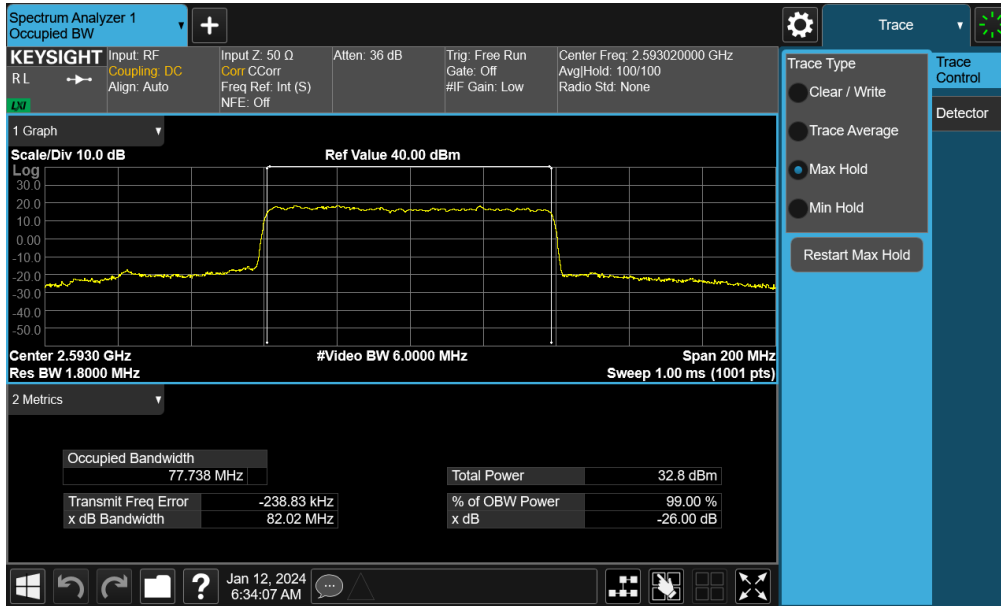 Spectrum Analyzer 1
Occupied BW
+
Trace
KEYSIGHT
Input: RF
Coupling: DC
Align: Auto
Input Z: 50 Ω
Corr CCorr
Freq Ref: Int (S)
NFE: Off
Atten: 36 dB
Trig: Free Run
Gate: Off
#IF Gain: Low
Center Freq: 2.593020000 GHz
Avg|Hold: 100/100
Radio Std: None
R L
LXI
Trace Type
Clear / Write
Trace Average
Max Hold
Min Hold
Restart Max Hold
Trace
Control
Detector
1 Graph
Scale/Div 10.0 dB
Ref Value 40.00 dBm
Log
30.0
20.0
10.0
0.00
-10.0
-20.0
-30.0
-40.0
-50.0
Center 2.5930 GHz
#Video BW 6.0000 MHz
Span 200 MHz
Res BW 1.8000 MHz
Sweep 1.00 ms (1001 pts)
2 Metrics
Occupied Bandwidth
77.738 MHz
Total Power 32.8 dBm
Transmit Freq Error -238.83 kHz
% of OBW Power 99.00 %
x dB Bandwidth 82.02 MHz
x dB -26.00 dB
?
Jan 12, 2024
6:34:07 AM